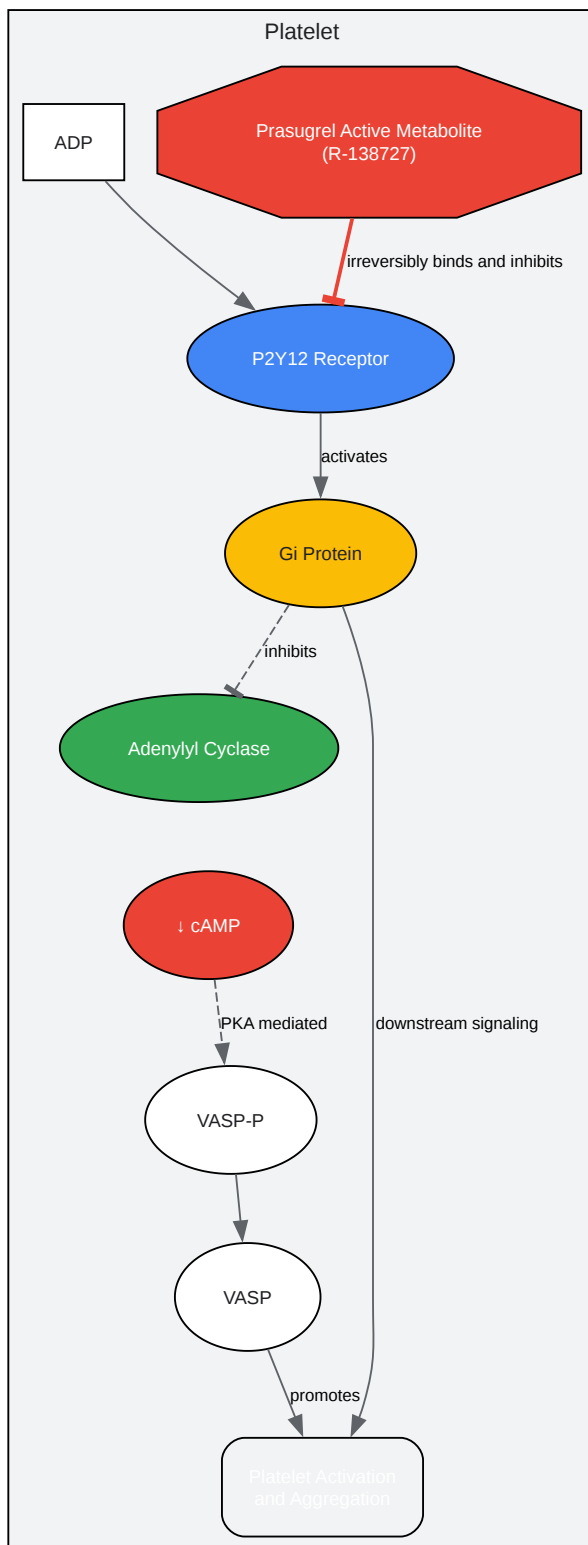 Platelet
ADP
Prasugrel Active Metabolite
(R-138727)
irreversibly binds and inhibits
P2Y12 Receptor
activates
Gi Protein
inhibits
Adenylyl Cyclase
↓ cAMP
PKA mediated
downstream signaling
VASP-P
VASP
promotes
Platelet Activation
and Aggregation